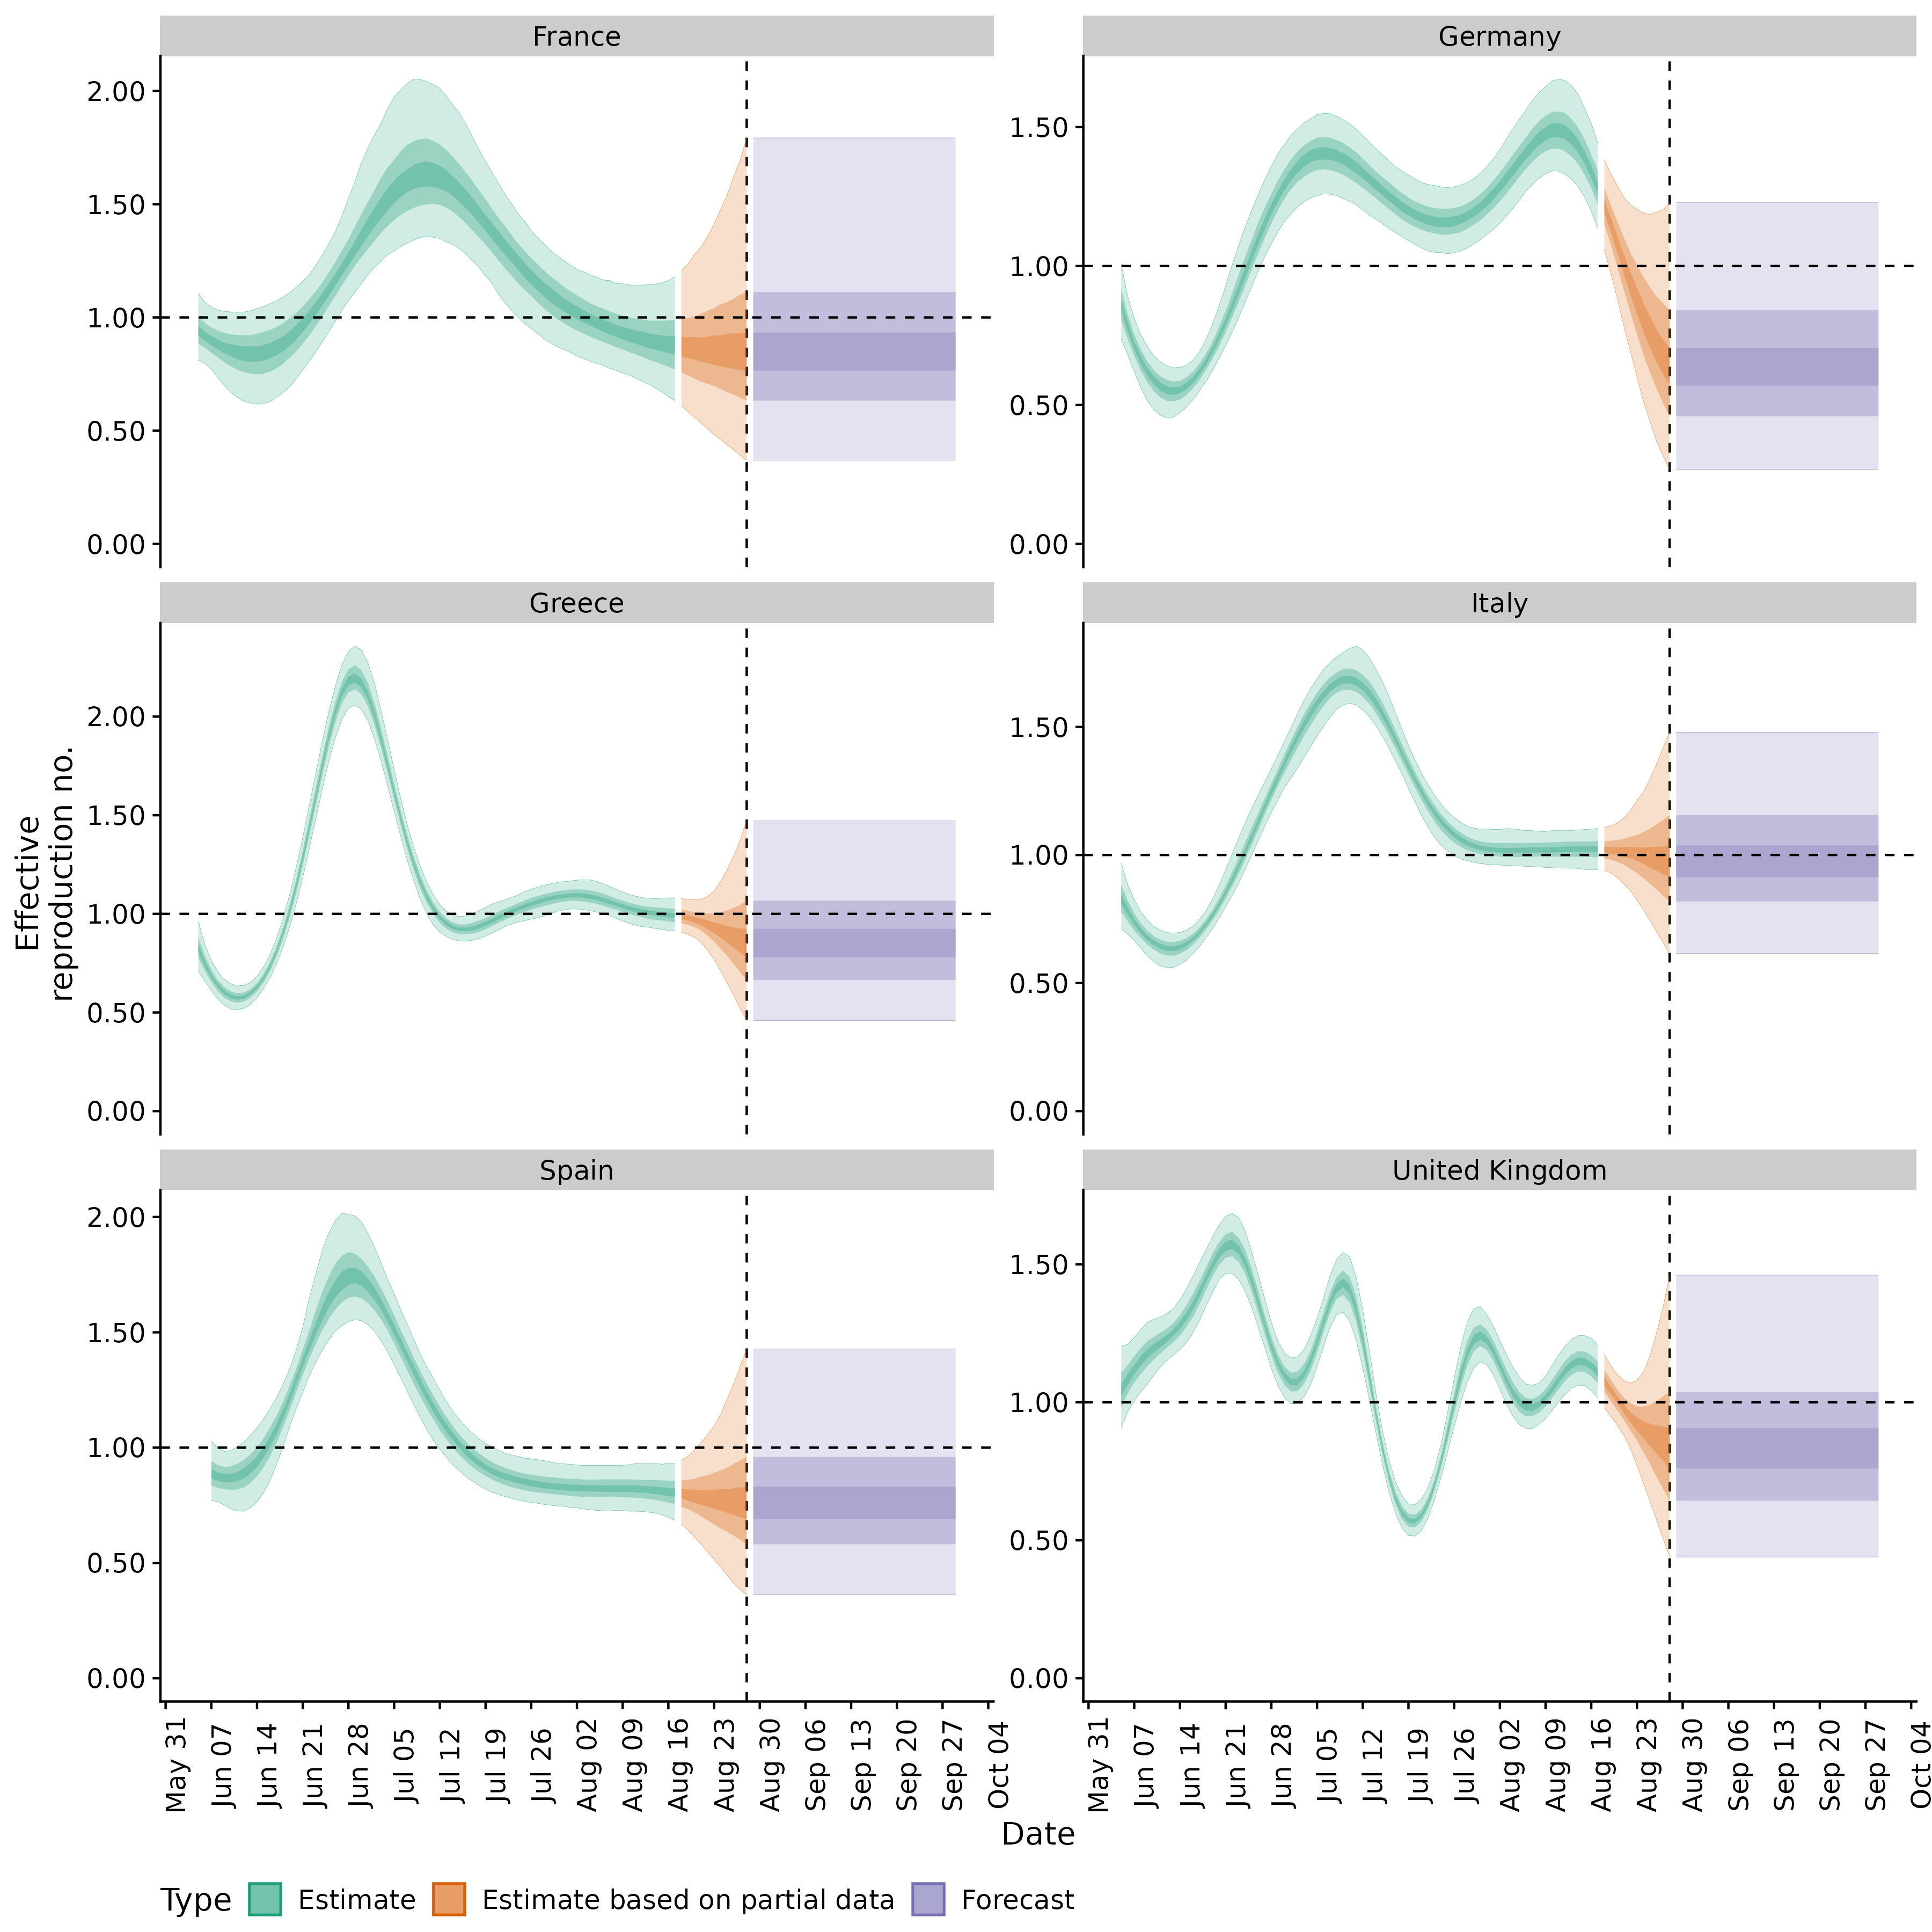 France
Germany
2.00
1.50
1.00
0.50
0.00
1.50
1.00
0.50
0.00
Greece
Italy
2.00
1.50
1.00
0.50
0.00
1.50
1.00
0.50
0.00
Spain
United Kingdom
2.00
1.50
1.00
0.50
0.00
1.50
1.00
0.50
0.00
Effective
reproduction no.
May 31
Jun 07
Jun 14
Jun 21
Jun 28
Jul 05
Jul 12
Jul 19
Jul 26
Aug 02
Aug 09
Aug 16
Aug 23
Aug 30
Sep 06
Sep 13
Sep 20
Sep 27
Oct 04
May 31
Jun 07
Jun 14
Jun 21
Jun 28
Jul 05
Jul 12
Jul 19
Jul 26
Aug 02
Aug 09
Aug 16
Aug 23
Aug 30
Sep 06
Sep 13
Sep 20
Sep 27
Oct 04
Date
Type Estimate Estimate based on partial data Forecast